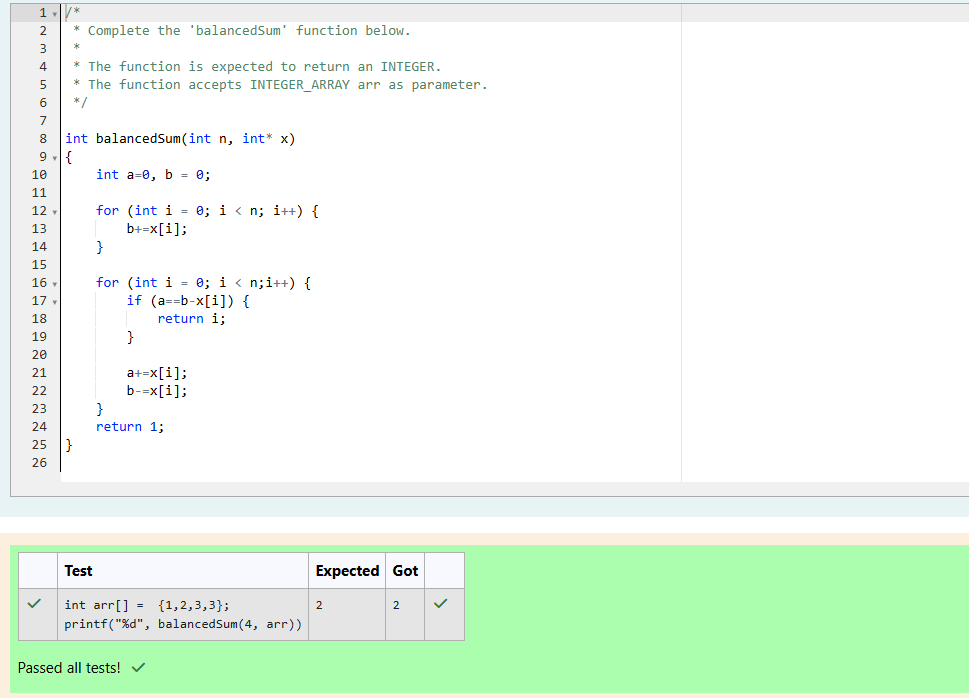 1 /*
2  * Complete the 'balancedSum' function below.
3  *
4  * The function is expected to return an INTEGER.
5  * The function accepts INTEGER_ARRAY arr as parameter.
6  */
7
8 int balancedSum(int n, int* x)
9 {
10     int a=0, b = 0;
11
12     for (int i = 0; i < n; i++) {
13         b+=x[i];
14     }
15
16     for (int i = 0; i < n;i++) {
17         if (a==b-x[i]) {
18             return i;
19         }
20
21         a+=x[i];
22         b-=x[i];
23     }
24     return 1;
25 }
26
Test Expected Got
int arr[] =  {1,2,3,3}; 2 2
printf("%d", balancedSum(4, arr))
Passed all tests!